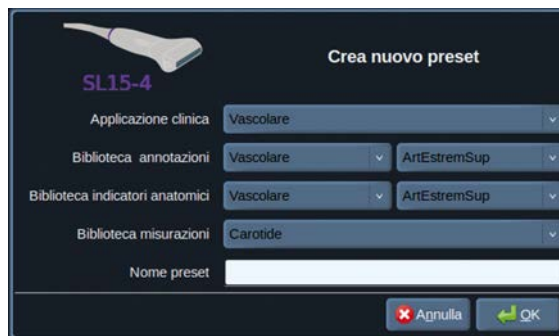 Crea nuovo preset
SL15-4
Applicazione clinica Vascolare
Biblioteca annotazioni Vascolare ArtEstremSup
Biblioteca indicatori anatomici Vascolare ArtEstremSup
Biblioteca misurazioni Carotide
Nome preset
Annulla OK